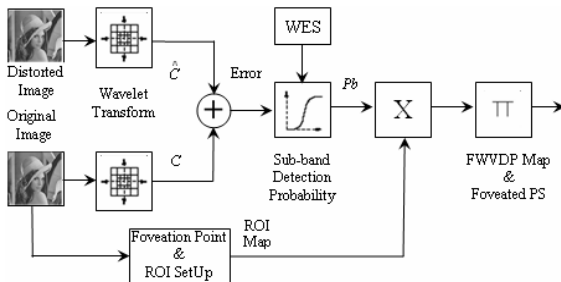 WES
Distorted
Image
Wavelet
Transform
Ĉ
Error
Pb
X
π
Original
Image
C
Sub-band
Detection
Probability
FWVDP Map
&
Foveated PS
ROI
Map
Foveation Point
&
ROI SetUp